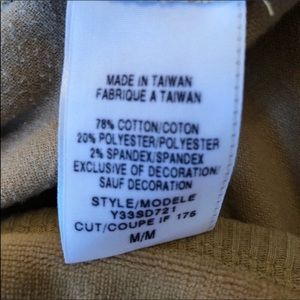 MADE IN TAIWAN
FABRIQUE A TAIWAN
78% COTTON/COTON
20% POLYESTER/POLYESTER
2% SPANDEX/SPANDEX
EXCLUSIVE OF DECORATION/
SAUF DECORATION
STYLE/MODELE
Y33SD721
CUT/COUPE IF 175
M/M